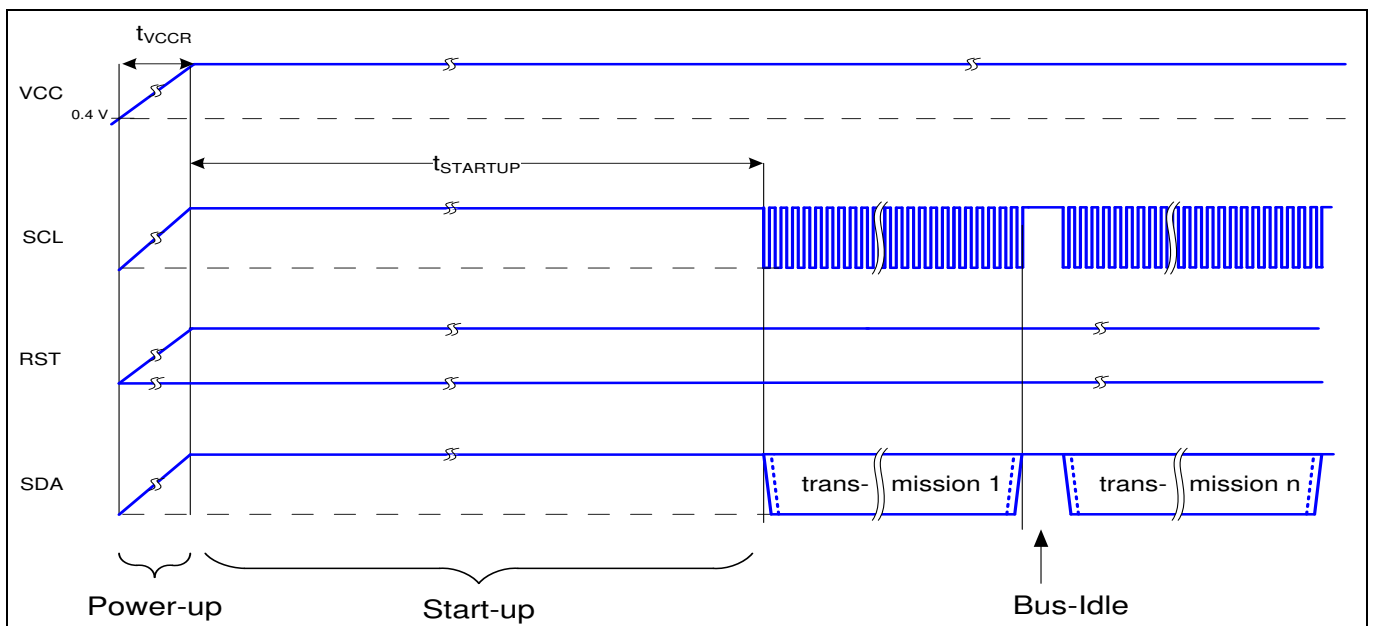 tVCCR
VCC
0.4 V
tSTARTUP
SCL
RST
SDA
trans-
mission 1
trans-
mission n
Power-up
Start-up
Bus-Idle